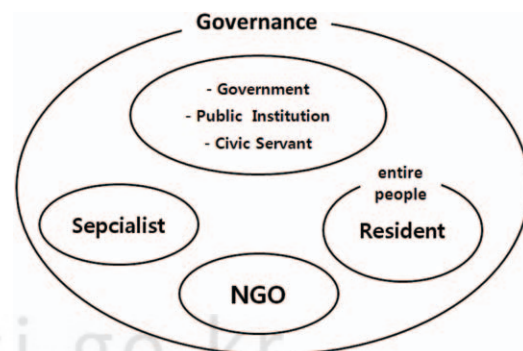 Governance
- Government
- Public Institution
- Civic Servant
entire
people
Sepcialist
Resident
NGO